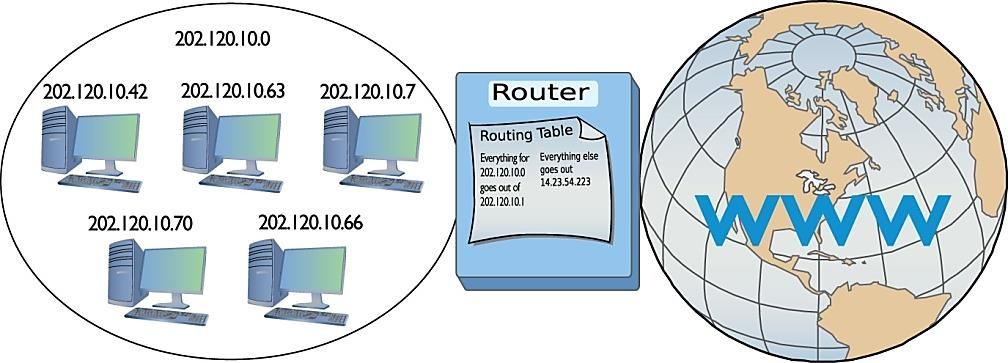 202.120.10.0
202.120.10.42
202.120.10.63
202.120.10.7
202.120.10.70
202.120.10.66
Router
Routing Table
Everything for
202.120.10.0
goes out of
202.120.10.1
Everything else
goes out
14.23.54.223
WWW